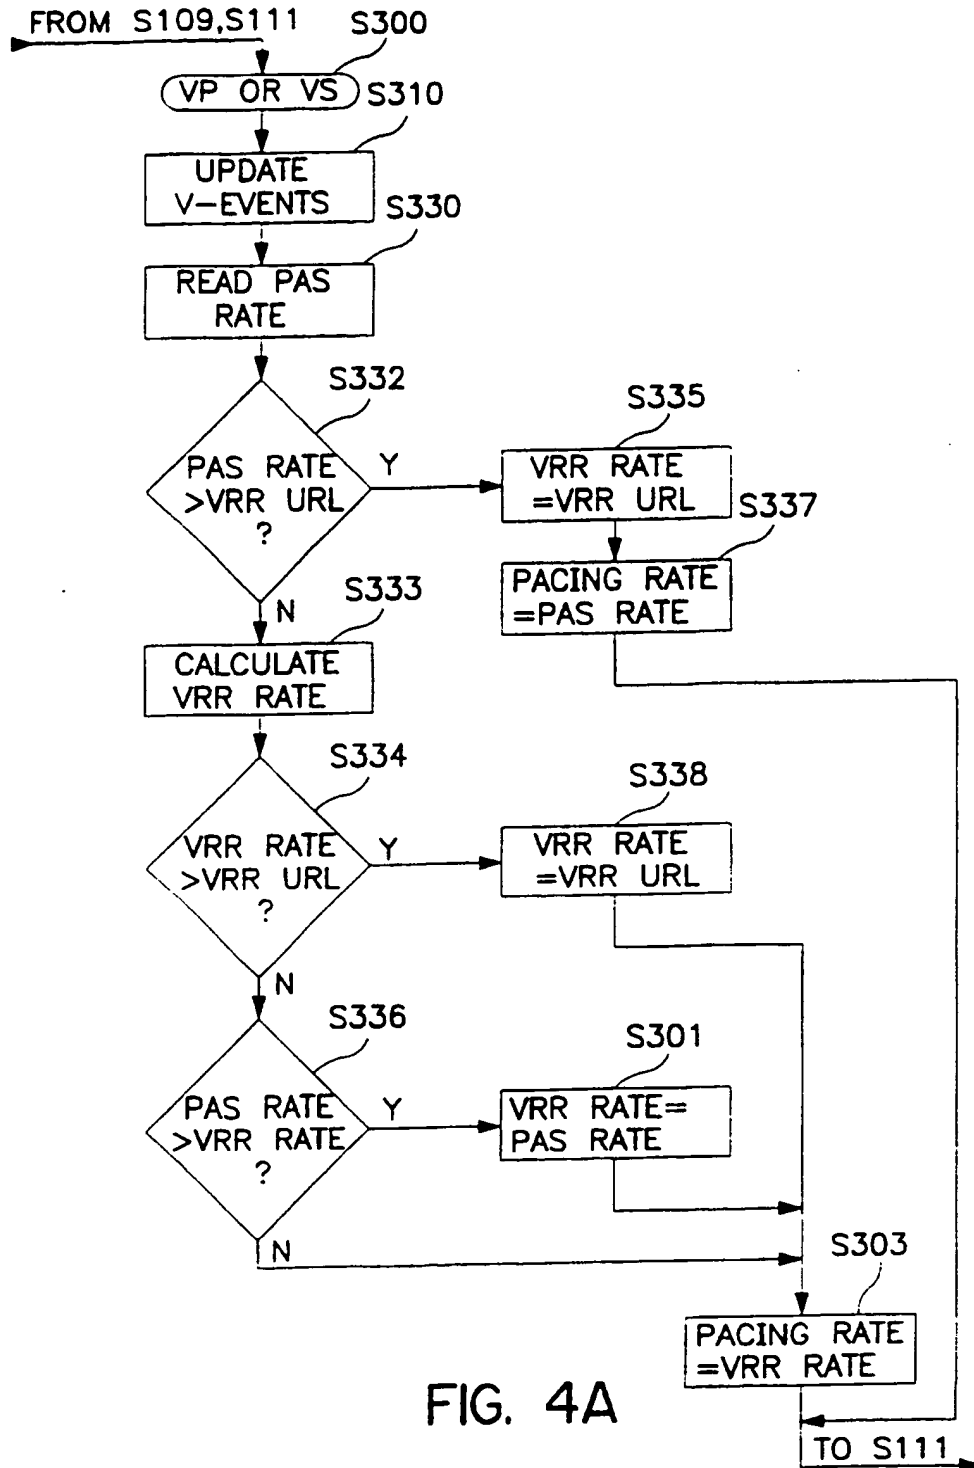 FROM S109,S111
S300
VP OR VS
S310
UPDATE
V-EVENTS
S330
READ PAS
RATE
S332
PAS RATE
>VRR URL
?
Y
N
S335
VRR RATE
=VRR URL
S337
PACING RATE
=PAS RATE
S333
CALCULATE
VRR RATE
S334
VRR RATE
>VRR URL
?
Y
N
S338
VRR RATE
=VRR URL
S336
PAS RATE
>VRR RATE
?
Y
N
S301
VRR RATE=
PAS RATE
S303
PACING RATE
=VRR RATE
TO S111
FIG. 4A